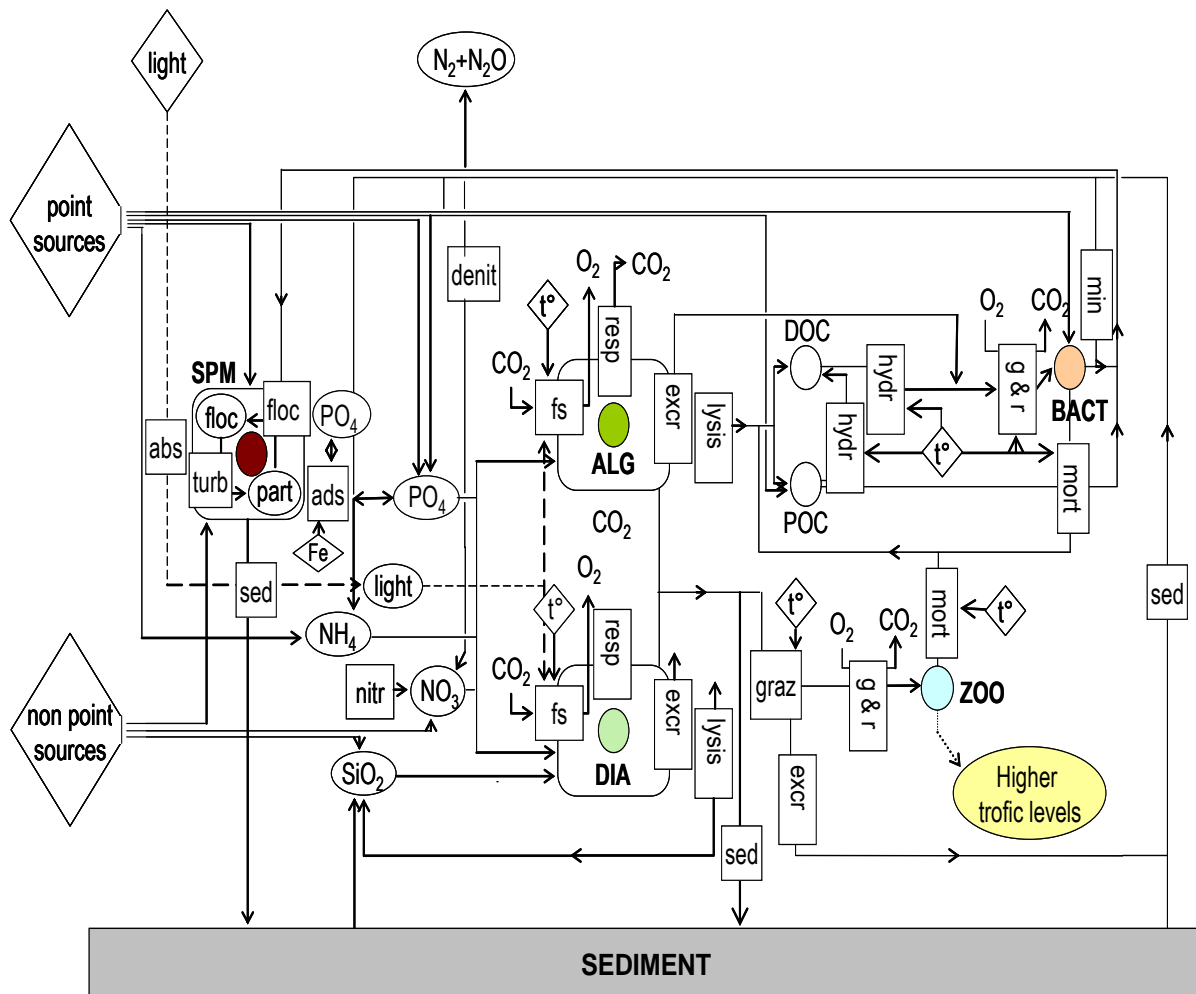 light
N₂+N₂O
point
sources
denit
O₂
CO₂
t°
resp
CO₂
fs
ALG
excr
lysis
DOC
POC
hydr
hydr
t°
O₂
CO₂
g & r
BACT
min
mort
SPM
floc
floc
turb
part
PO₄
ads
Fe
abs
sed
PO₄
light
NH₄
nitr
NO₃
SiO₂
non point
sources
CO₂
O₂
t°
resp
CO₂
fs
DIA
excr
lysis
t°
graz
O₂
CO₂
g & r
mort
t°
ZOO
excr
Higher
trofic levels
sed
sed
SEDIMENT